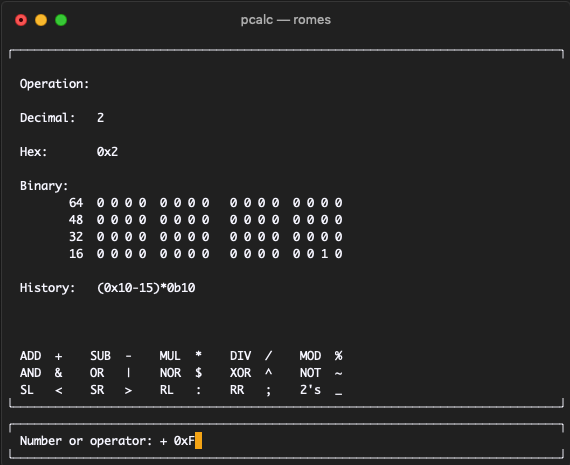 pcalc — romes
Operation:
Decimal: 2
Hex: 0x2
Binary:
64 0 0 0 0 0 0 0 0 0 0 0 0 0 0 0 0
48 0 0 0 0 0 0 0 0 0 0 0 0 0 0 0 0
32 0 0 0 0 0 0 0 0 0 0 0 0 0 0 0 0
16 0 0 0 0 0 0 0 0 0 0 0 0 0 0 1 0
History: (0x10-15)*0b10
ADD + SUB - MUL * DIV / MOD %
AND & OR | NOR $ XOR ^ NOT ~
SL < SR > RL : RR ; 2's _
Number or operator: + 0xF